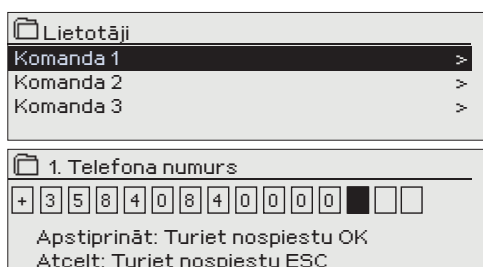 Lietotāji
Komanda 1 >
Komanda 2 >
Komanda 3 >
1. Telefona numurs
+358408400000
Apstiprināt: Turiet nospiestu OK
Atcelt: Turiet nospiestu ESC